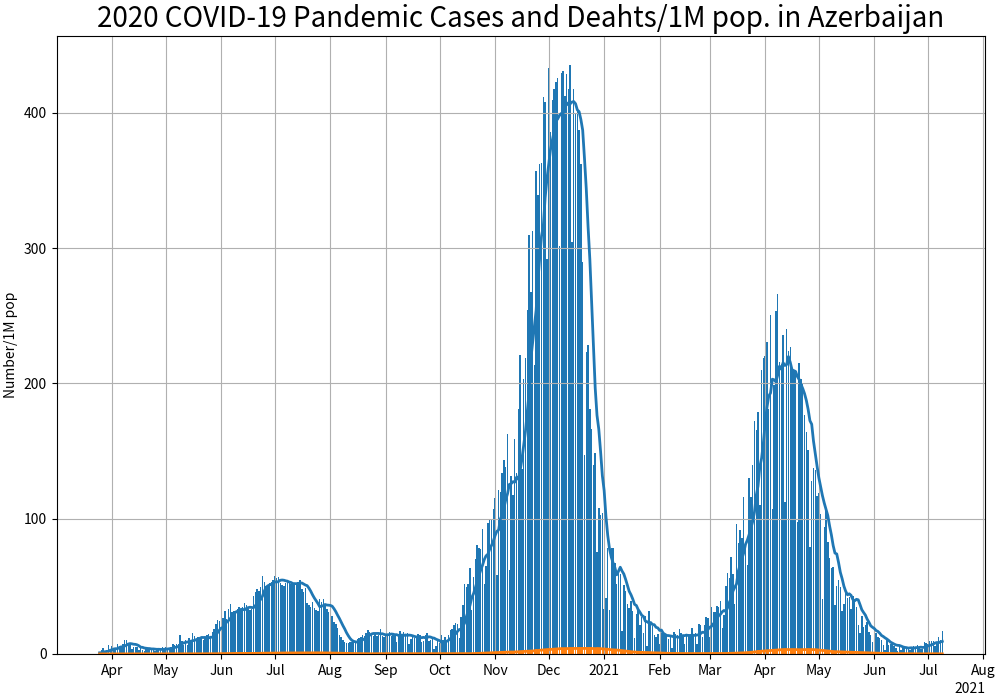 2020 COVID-19 Pandemic Cases and Deahts/1M pop. in Azerbaijan
Number/1M pop
400
300
200
100
0
Apr May Jun Jul Aug Sep Oct Nov Dec 2021 Feb Mar Apr May Jun Jul Aug
2021